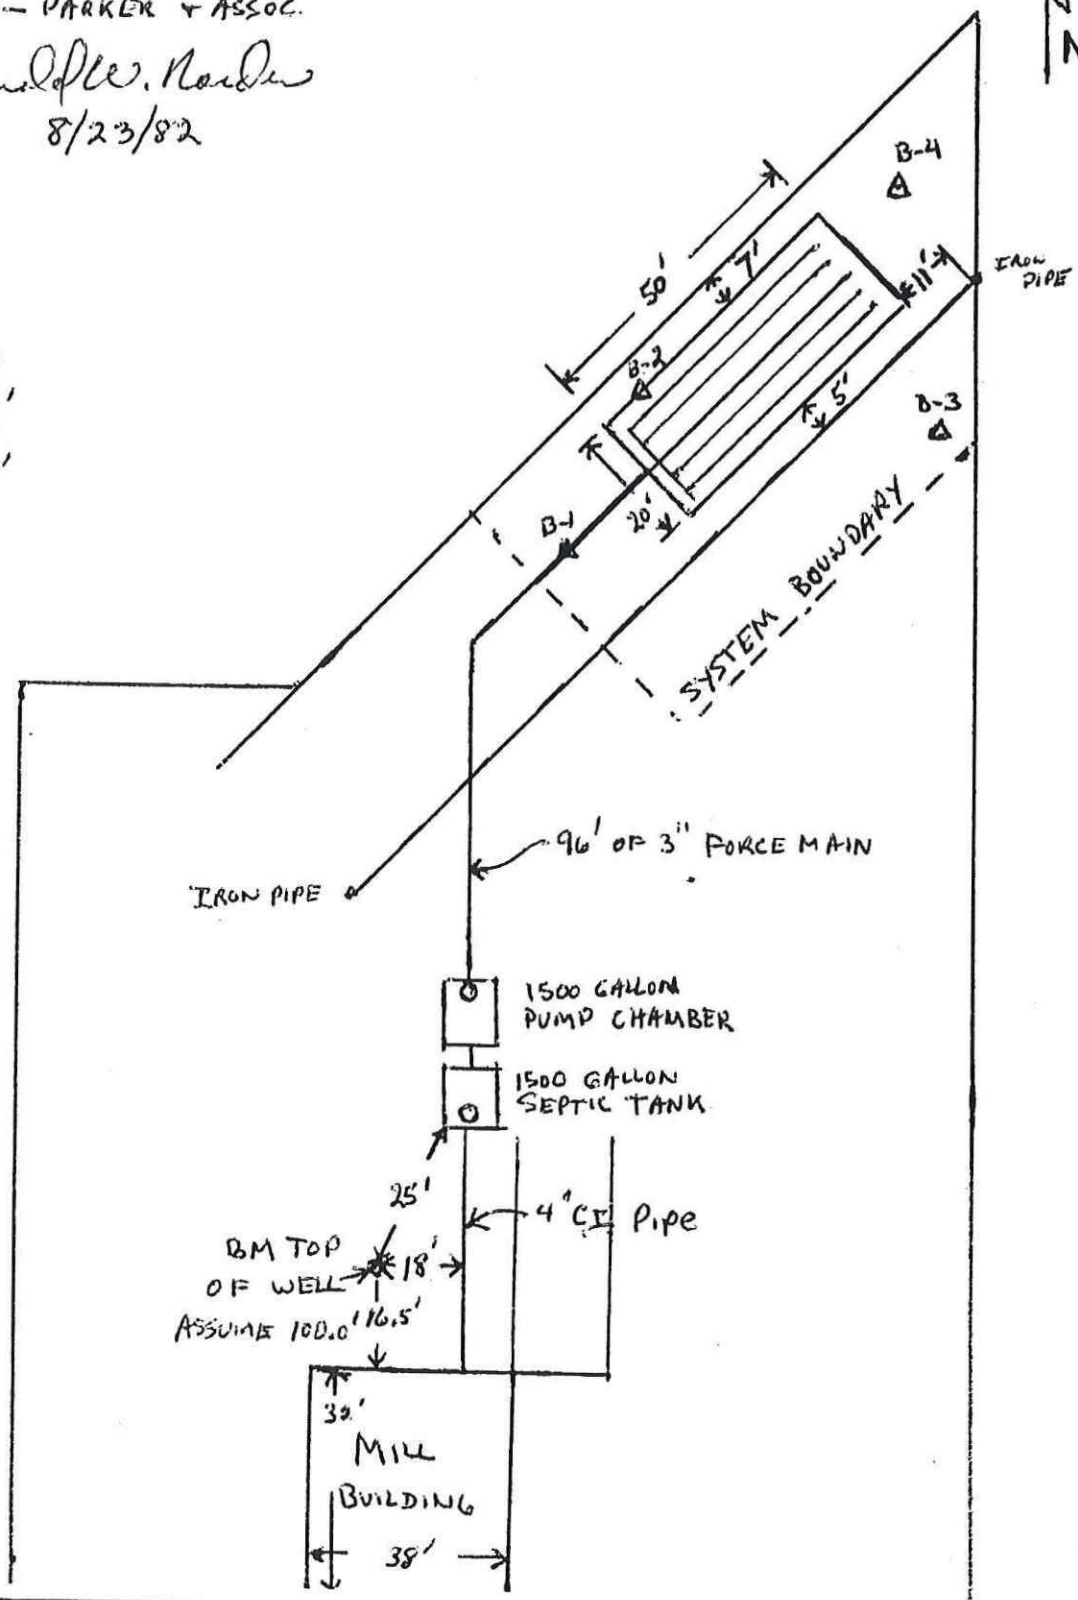 — PARKER + ASSOC.
8/23/82
N
B-4
50'
7'
11'
IRON
PIPE
B-2
5'
B-3
20'
B-1
SYSTEM BOUNDARY
96' OF 3" FORCE MAIN
IRON PIPE
1500 GALLON
PUMP CHAMBER
1500 GALLON
SEPTIC TANK
25'
4" CI Pipe
BM TOP
OF WELL
18'
ASSUME 100.0'
16.5'
MILL
BUILDING
38'